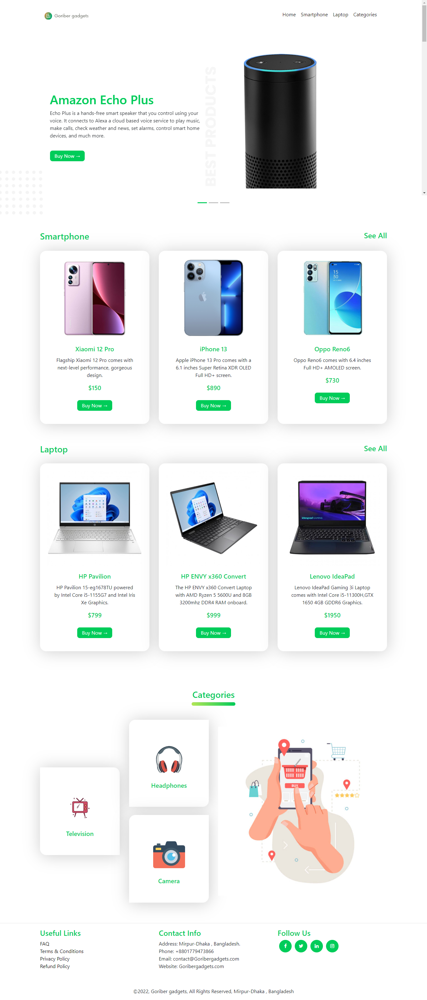 Goriber gadgets
Home Smartphone Laptop Categories
Amazon Echo Plus
Echo Plus is a hands-free smart speaker that you control using your
voice. It connects to Alexa a cloud based voice service to play music,
make calls, check weather and news, set alarms, control smart home
devices, and much more.
Buy Now →
BEST PRODUCTS
Smartphone
See All
15
30
Xiaomi 12 Pro
Flagship Xiaomi 12 Pro comes with
next-level performance, gorgeous
design.
$150
Buy Now →
iPhone 13
Apple iPhone 13 Pro comes with a
6.1 inches Super Retina XDR OLED
Full HD+ screen.
$890
Buy Now →
Oppo Reno6
Oppo Reno6 comes with 6.4 inches
Full HD+ AMOLED screen.
$730
Buy Now →
Laptop
See All
ideapad GAMING
HP Pavilion
HP Pavilion 15-eg1678TU powered
by Intel Core i5-1155G7 and Intel Iris
Xe Graphics.
$799
Buy Now →
HP ENVY x360 Convert
The HP ENVY x360 Convert Laptop
with AMD Ryzen 5 5600U and 8GB
3200mhz DDR4 RAM onboard.
$999
Buy Now →
Lenovo IdeaPad
Lenovo IdeaPad Gaming 3i Laptop
comes with Intel Core i5-11300H,GTX
1650 4GB GDDR6 Graphics.
$1950
Buy Now →
Categories
Television
Headphones
Camera
BUY
Useful Links
FAQ
Terms & Conditions
Privacy Policy
Refund Policy
Contact Info
Address: Mirpur-Dhaka , Bangladesh.
Phone: +8801779473866
Email: contact@Goribergadgets.com
Website: Goribergadgets.com
Follow Us
©2022, Goriber gadgets, All Rights Reserved, Mirpur-Dhaka , Bangladesh